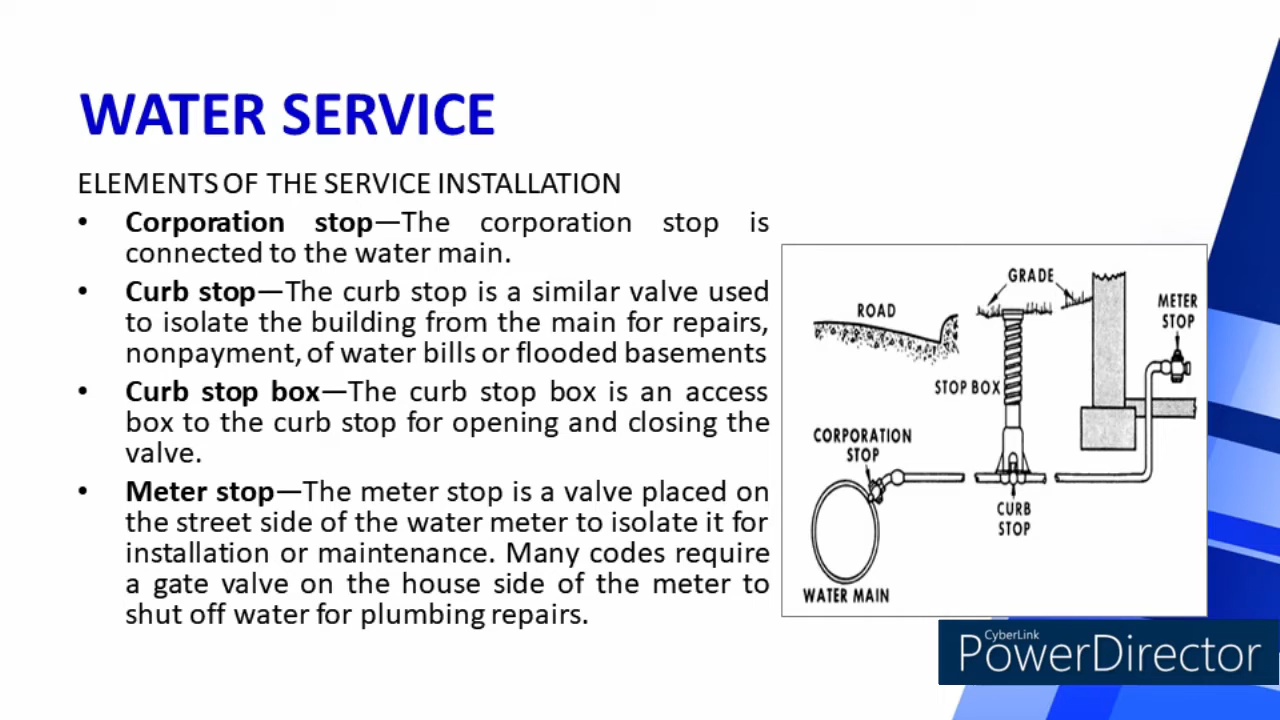 WATER SERVICE
ELEMENTS OF THE SERVICE INSTALLATION
• Corporation stop—The corporation stop is
connected to the water main.
• Curb stop—The curb stop is a similar valve used
to isolate the building from the main for repairs,
nonpayment, of water bills or flooded basements
• Curb stop box—The curb stop box is an access
box to the curb stop for opening and closing the
valve.
• Meter stop—The meter stop is a valve placed on
the street side of the water meter to isolate it for
installation or maintenance. Many codes require
a gate valve on the house side of the meter to
shut off water for plumbing repairs.
GRADE
ROAD
METER
STOP
STOP BOX
CORPORATION
STOP
CURB
STOP
WATER MAIN
CyberLink
PowerDirector